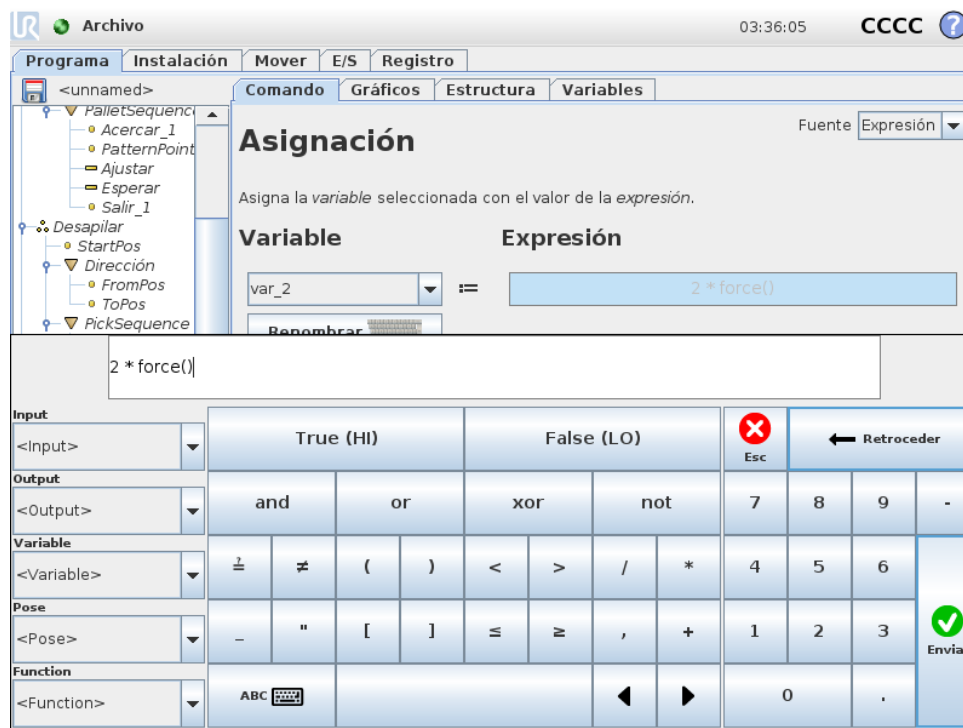 UR Archivo 03:36:05 CCCC ?
Programa Instalación Mover E/S Registro
<unnamed> Comando Gráficos Estructura Variables
PalletSequenc
Acercar_1
PatternPoint
Ajustar
Esperar
Salir_1
Desapilar
StartPos
Dirección
FromPos
ToPos
PickSequence
Asignación
Fuente Expresión
Asigna la variable seleccionada con el valor de la expresión.
Variable Expresión
var_2 := 2 * force()
Renombrar
2 * force()
Input
<Input>
Output
<Output>
Variable
<Variable>
Pose
<Pose>
Function
<Function>
True (HI) False (LO) Esc Retroceder
and or xor not 7 8 9 -
≟ ≠ ( ) < > / * 4 5 6
_ " [ ] ≤ ≥ , + 1 2 3 Envia
ABC 0 .